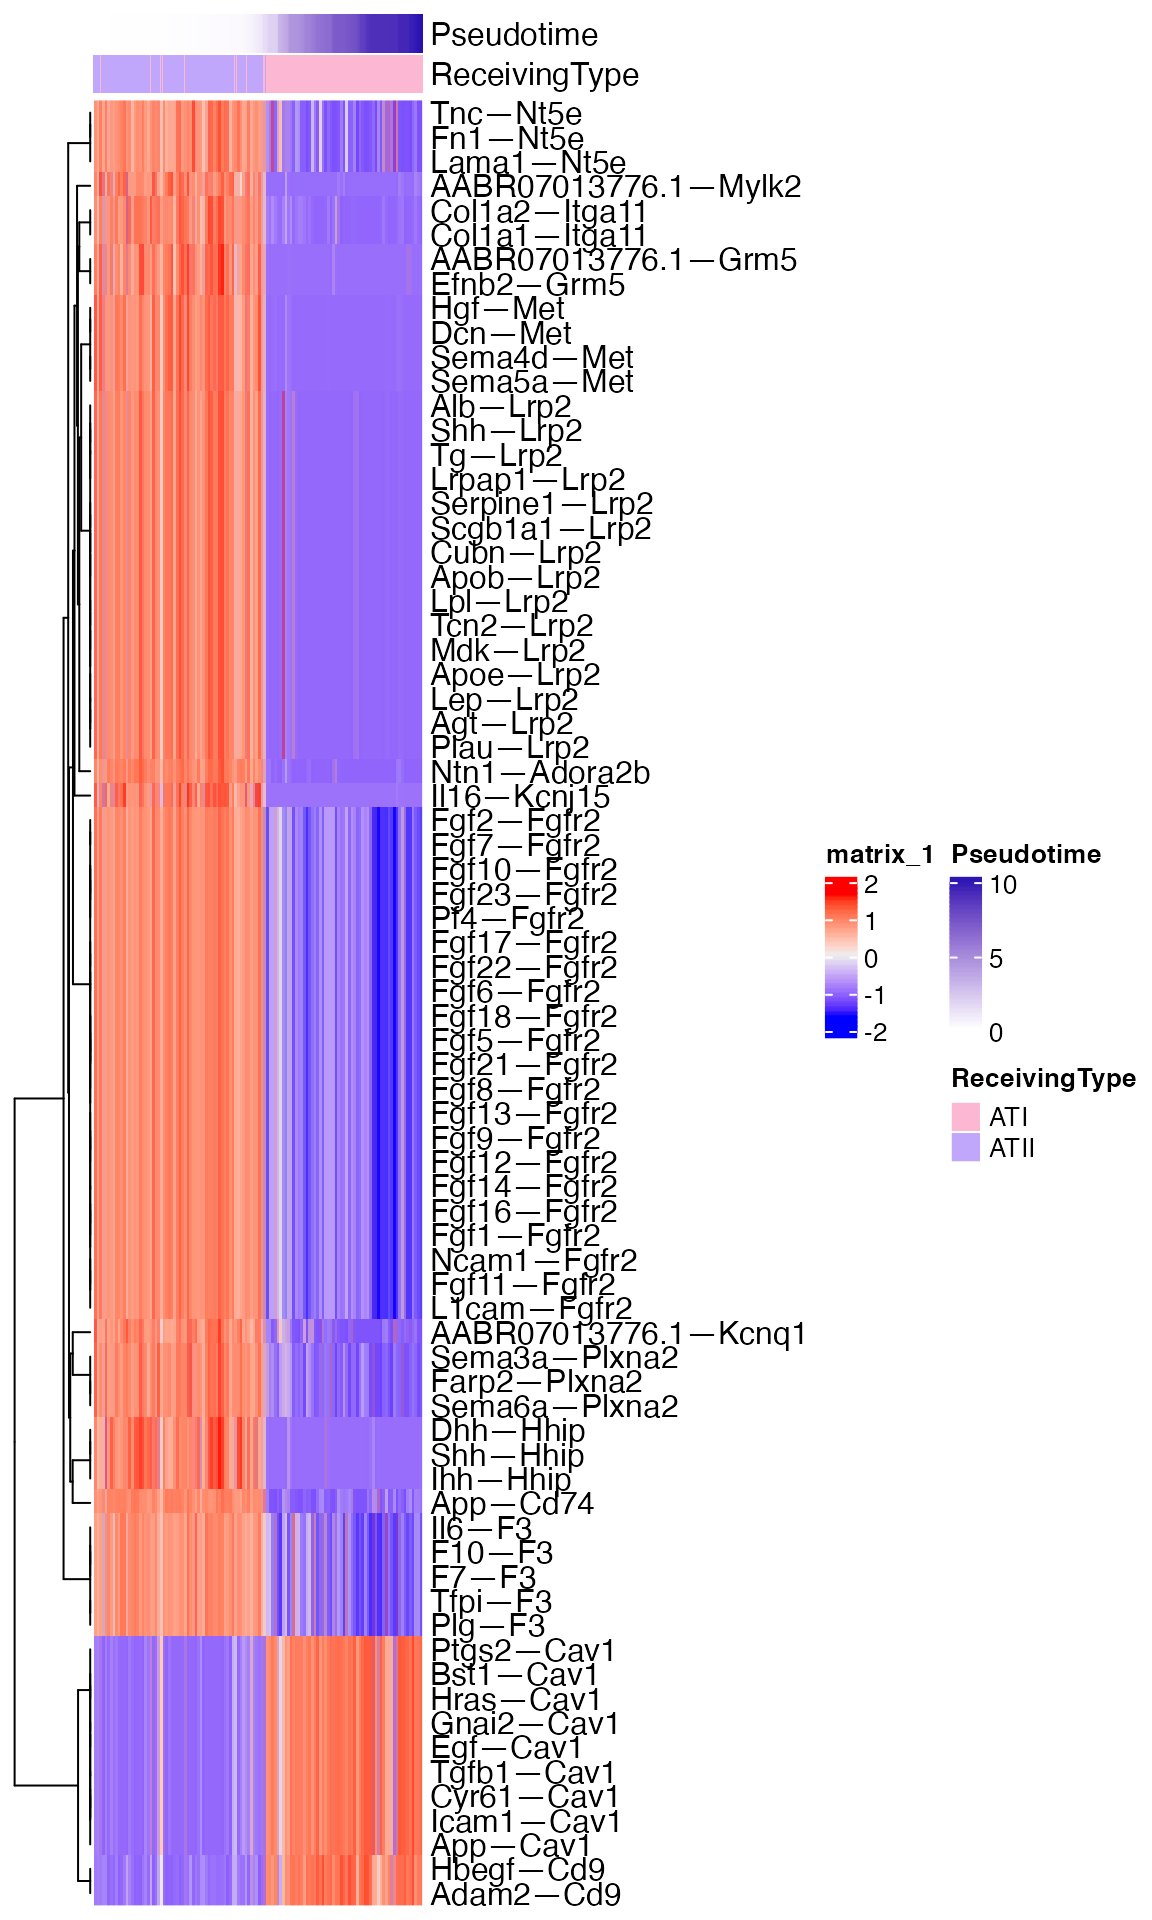 Pseudotime
ReceivingType
Tnc—Nt5e
Fn1—Nt5e
Lama1—Nt5e
AABR07013776.1—Mylk2
Col1a2—Itga11
Col1a1—Itga11
AABR07013776.1—Grm5
Efnb2—Grm5
Hgf—Met
Dcn—Met
Sema4d—Met
Sema5a—Met
Alb—Lrp2
Shh—Lrp2
Tg—Lrp2
Lrpap1—Lrp2
Serpine1—Lrp2
Scgb1a1—Lrp2
Cubn—Lrp2
Apob—Lrp2
Lpl—Lrp2
Tcn2—Lrp2
Mdk—Lrp2
Apoe—Lrp2
Lep—Lrp2
Agt—Lrp2
Plau—Lrp2
Ntn1—Adora2b
Il16—Kcnj15
Fgf2—Fgfr2
Fgf7—Fgfr2
Fgf10—Fgfr2
Fgf23—Fgfr2
Pf4—Fgfr2
Fgf17—Fgfr2
Fgf22—Fgfr2
Fgf6—Fgfr2
Fgf18—Fgfr2
Fgf5—Fgfr2
Fgf21—Fgfr2
Fgf8—Fgfr2
Fgf13—Fgfr2
Fgf9—Fgfr2
Fgf12—Fgfr2
Fgf14—Fgfr2
Fgf16—Fgfr2
Fgf1—Fgfr2
Ncam1—Fgfr2
Fgf11—Fgfr2
L1cam—Fgfr2
AABR07013776.1—Kcnq1
Sema3a—Plxna2
Farp2—Plxna2
Sema6a—Plxna2
Dhh—Hhip
Shh—Hhip
Ihh—Hhip
App—Cd74
Il6—F3
F10—F3
F7—F3
Tfpi—F3
Plg—F3
Ptgs2—Cav1
Bst1—Cav1
Hras—Cav1
Gnai2—Cav1
Egf—Cav1
Tgfb1—Cav1
Cyr61—Cav1
Icam1—Cav1
App—Cav1
Hbegf—Cd9
Adam2—Cd9
matrix_1
2
1
0
-1
-2
Pseudotime
10
5
0
ReceivingType
ATI
ATII